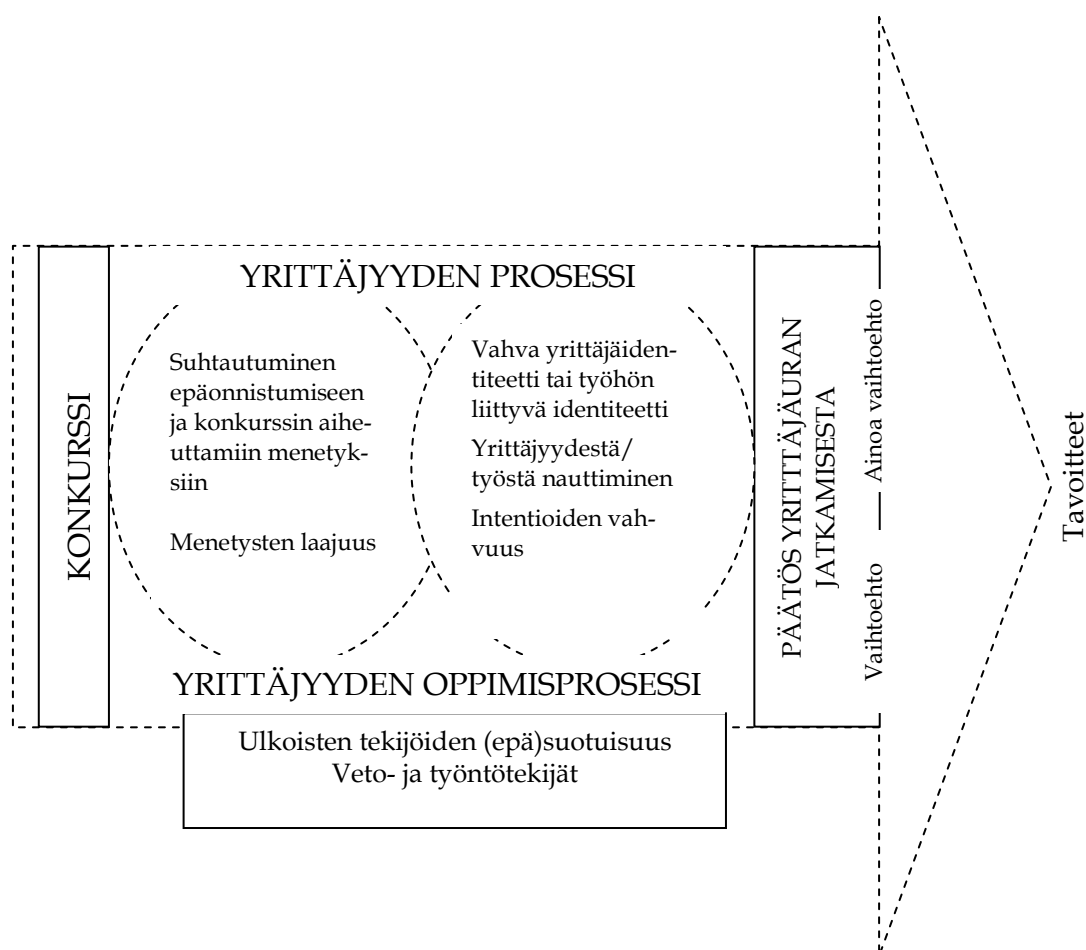 YRITTÄJYYDEN PROSESSI
KONKURSSI
Suhtautuminen
epäonnistumiseen
ja konkurssin aihe-
uttamiin menetyk-
siin
Menetysten laajuus
Vahva yrittäjäiden-
titeetti tai työhön
liittyvä identiteetti
Yrittäjyydestä/
työstä nauttiminen
Intentioiden vah-
vuus
PÄÄTÖS YRITTÄJÄURAN
JATKAMISESTA
Vaihtoehto
Ainoa vaihtoehto
Tavoitteet
YRITTÄJYYDEN OPPIMISPROSESSI
Ulkoisten tekijöiden (epä)suotuisuus
Veto- ja työntötekijät